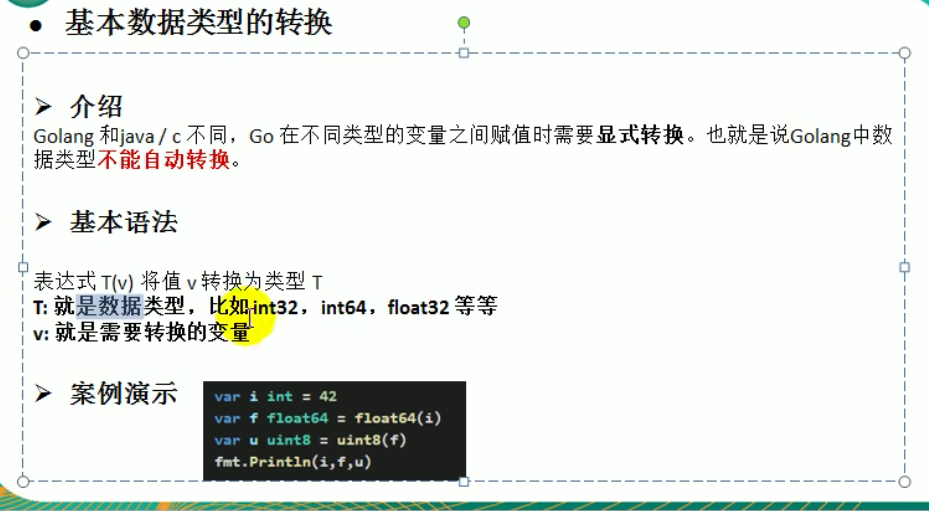 ● 基本数据类型的转换
➤ 介绍
Golang 和java / c 不同，Go 在不同类型的变量之间赋值时需要显式转换。也就是说Golang中数
据类型不能自动转换。
➤ 基本语法
表达式 T(v) 将值 v 转换为类型 T
T: 就是数据类型，比如 int32，int64，float32 等等
v: 就是需要转换的变量
➤ 案例演示
var i int = 42
var f float64 = float64(i)
var u uint8 = uint8(f)
fmt.Println(i,f,u)